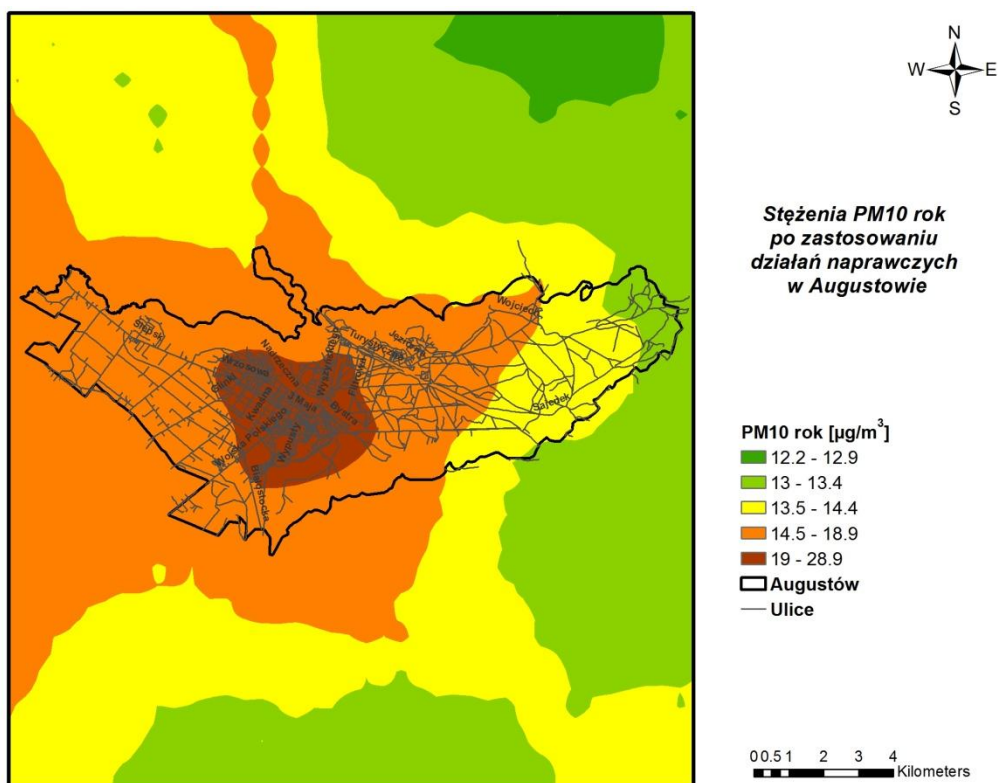 N
W E
S
Stężenia PM10 rok
po zastosowaniu
działań naprawczych
w Augustowie
PM10 rok [µg/m³]
12.2 - 12.9
13 - 13.4
13.5 - 14.4
14.5 - 18.9
19 - 28.9
Augustów
Ulice
0 0.5 1 2 3 4
Kilometers
Wojciech
Turystyczna
Nadrzeczna
Wrzosowa
Glinki
Kwaśna
3 Maja
Bystra
Wojska Polskiego
Wypusty
Białostocka
Sajenek